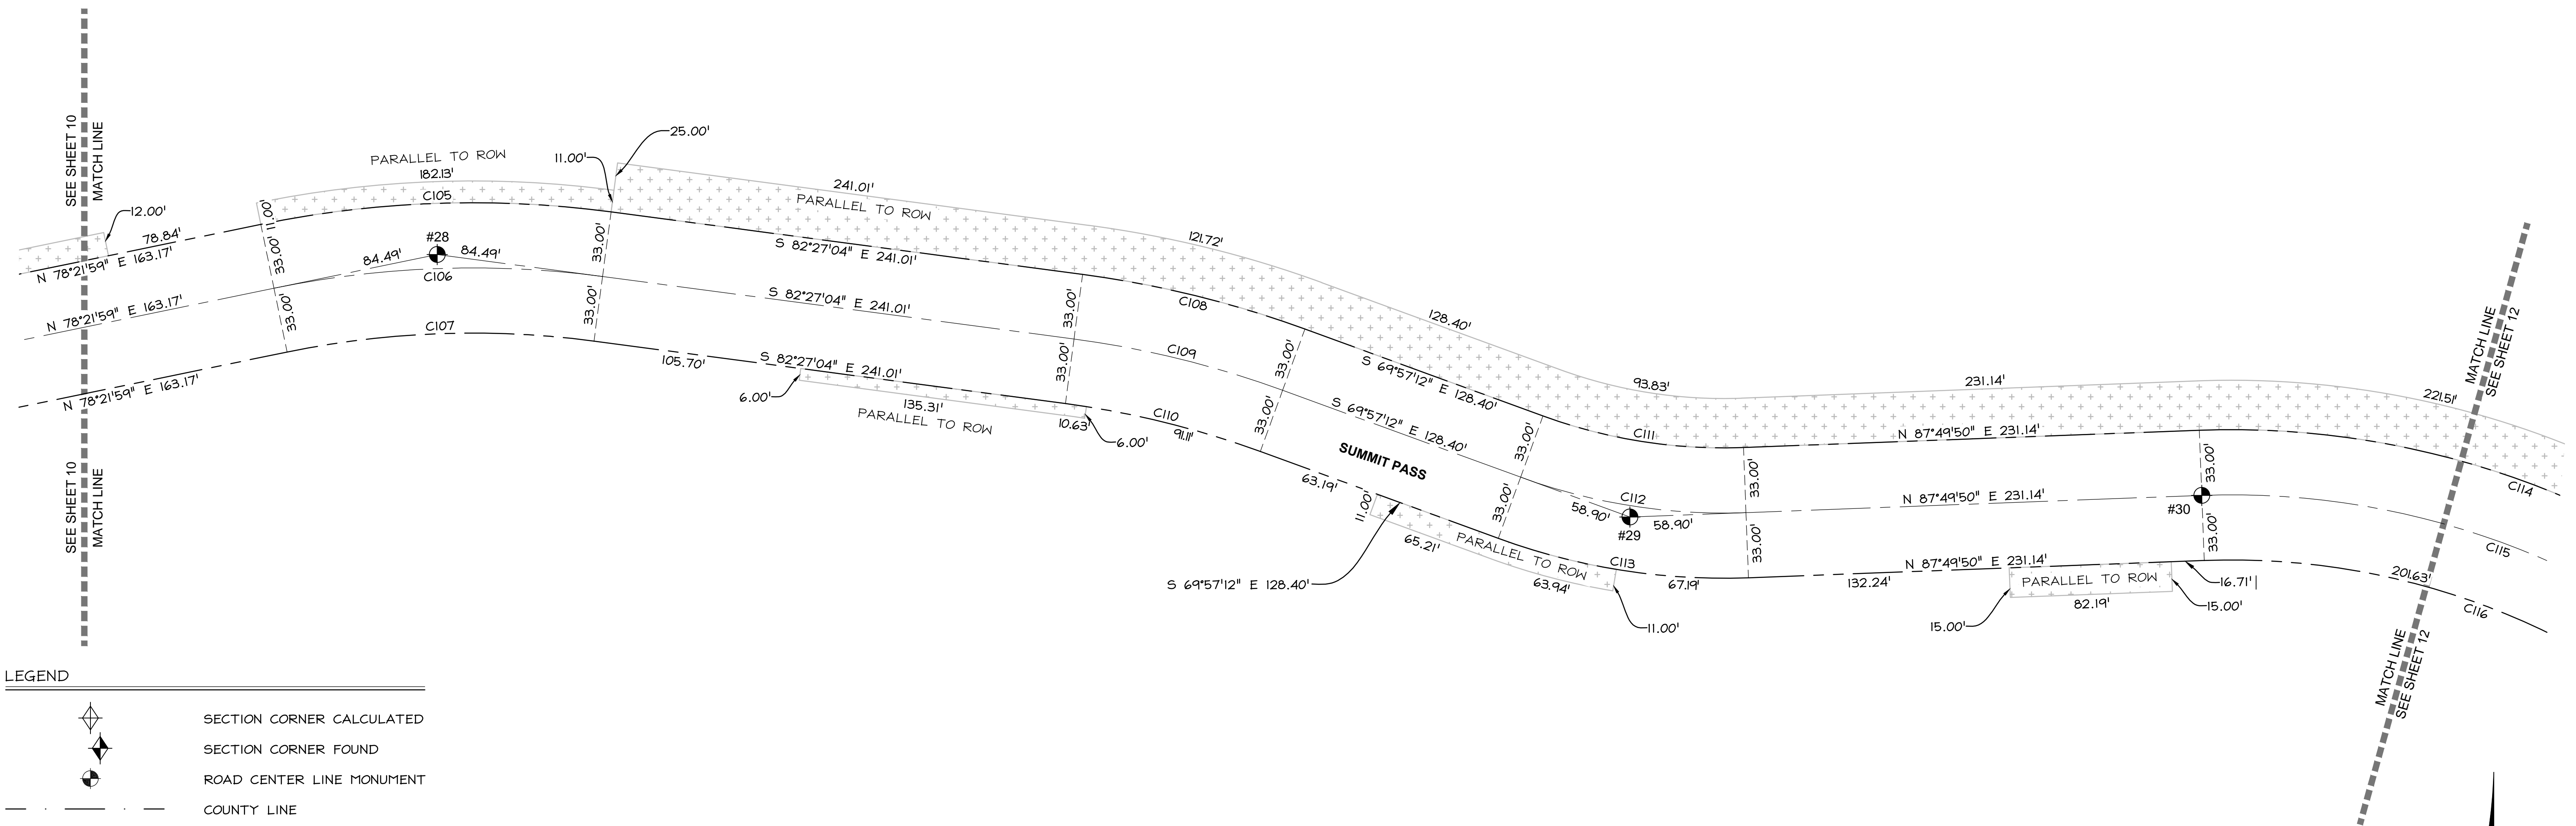 SEE SHEET 10
MATCH LINE
12.00'
78.84'
N 78°21'59" E 163.17'
N 78°21'59" E 163.17'
N 78°21'59" E 163.17'
SEE SHEET 10
MATCH LINE
PARALLEL TO ROW
182.13'
C105
11.00'
33.00'
33.00'
84.49'
#28
84.49'
C106
C107
11.00'
25.00'
33.00'
33.00'
241.01'
PARALLEL TO ROW
S 82°27'04" E 241.01'
S 82°27'04" E 241.01'
105.70'
S 82°27'04" E 241.01'
6.00'
135.31'
PARALLEL TO ROW
10.63'
6.00'
33.00'
33.00'
121.72'
C108
C109
C110
91.11'
33.00'
33.00'
128.40'
S 69°57'12" E 128.40'
S 69°57'12" E 128.40'
SUMMIT PASS
63.19'
11.00'
65.21'
S 69°57'12" E 128.40'
PARALLEL TO ROW
63.94'
11.00'
33.00'
33.00'
93.83'
C111
C112
58.90'
#29
58.90'
C113
67.19'
33.00'
33.00'
231.14'
N 87°49'50" E 231.14'
N 87°49'50" E 231.14'
N 87°49'50" E 231.14'
132.24'
PARALLEL TO ROW
82.19'
15.00'
16.71'
15.00'
33.00'
#30
33.00'
221.51'
C114
C115
201.63'
C116
MATCH LINE
SEE SHEET 12
MATCH LINE
SEE SHEET 12
LEGEND
SECTION CORNER CALCULATED
SECTION CORNER FOUND
ROAD CENTER LINE MONUMENT
COUNTY LINE